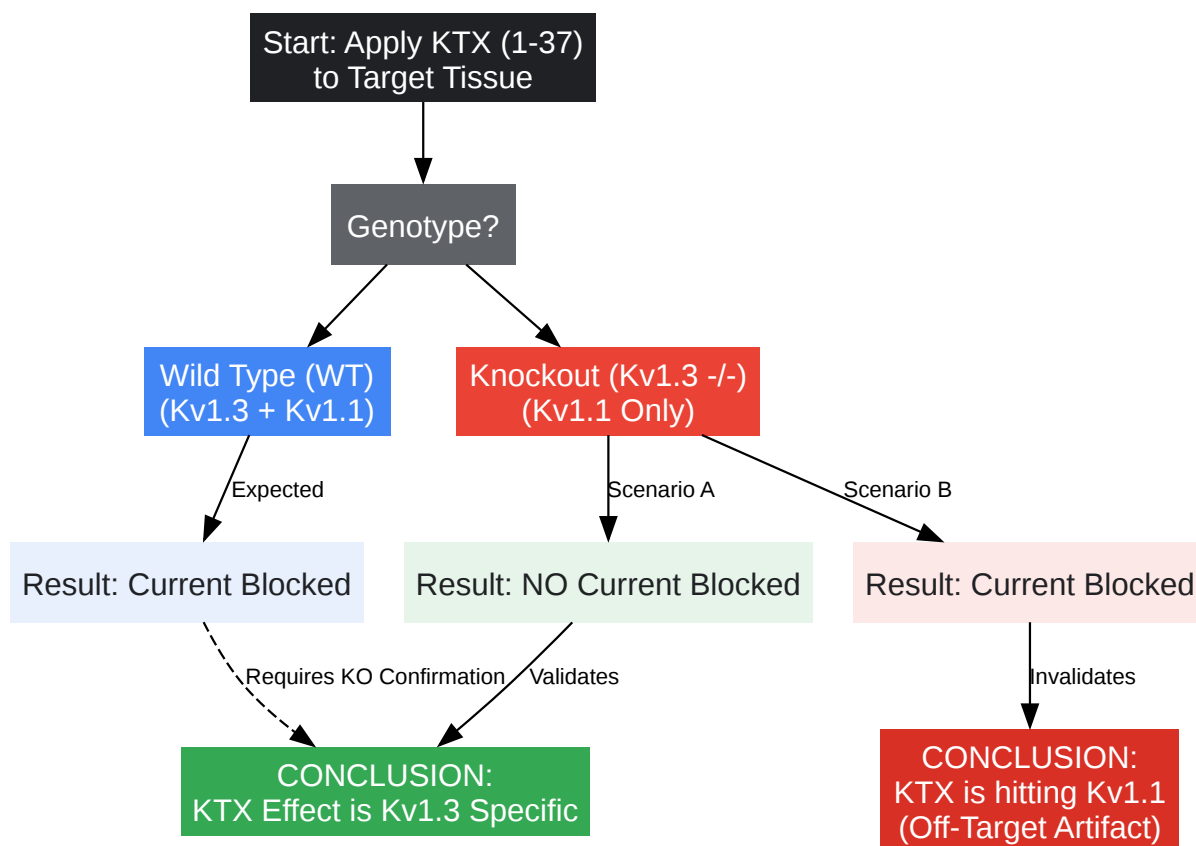 Start: Apply KTX (1-37)
to Target Tissue
Genotype?
Wild Type (WT)
(Kv1.3 + Kv1.1)
Knockout (Kv1.3 -/-)
(Kv1.1 Only)
Expected
Scenario A
Scenario B
Result: Current Blocked
Result: NO Current Blocked
Result: Current Blocked
Requires KO Confirmation
Validates
Invalidates
CONCLUSION:
KTX Effect is Kv1.3 Specific
CONCLUSION:
KTX is hitting Kv1.1
(Off-Target Artifact)